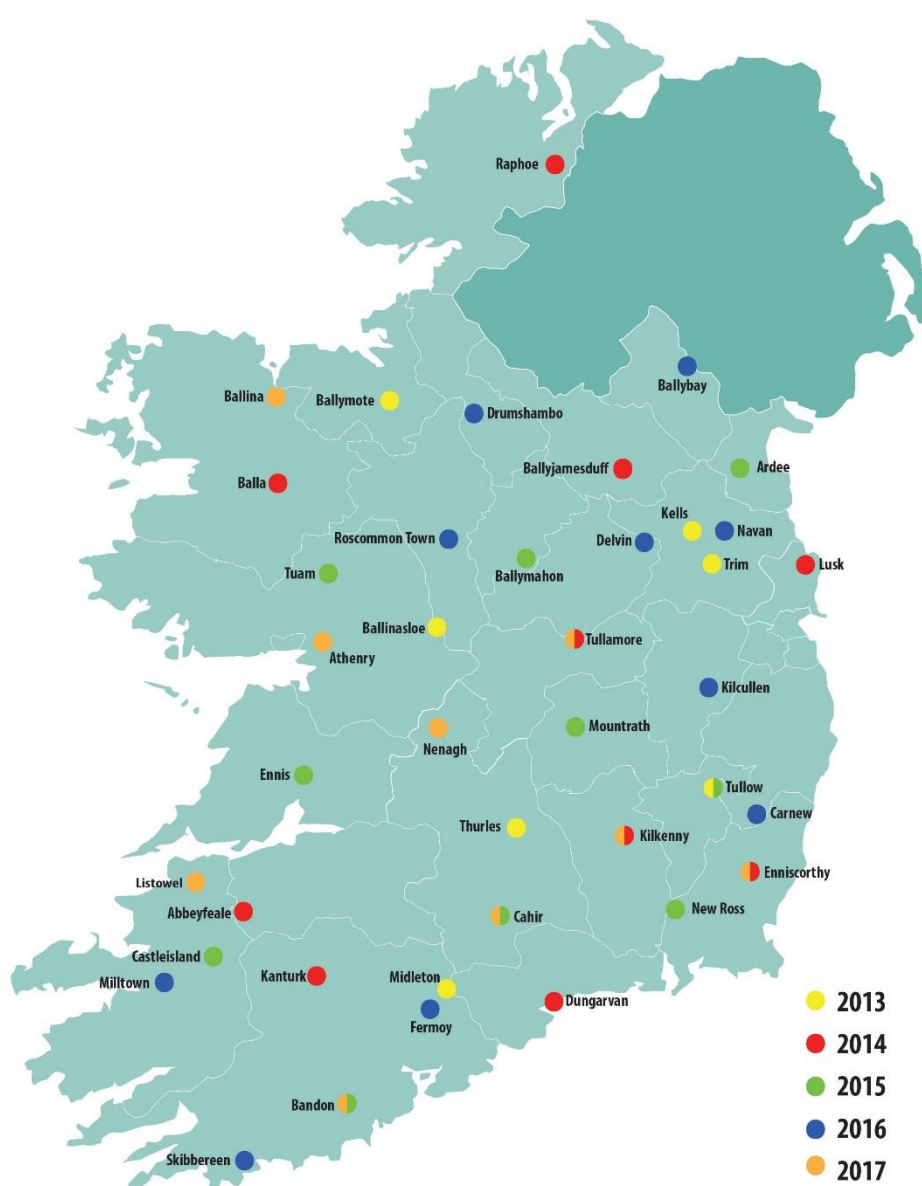 Raphoe
Ballybay
Ballina
Ballymote
Drumshambo
Ballyjamesduff
Ardee
Balla
Kells
Navan
Roscommon Town
Delvin
Trim
Lusk
Tuam
Ballymahon
Ballinasloe
Tullamore
Athenry
Kilcullen
Nenagh
Mountrath
Ennis
Tullow
Carnew
Thurles
Kilkenny
Enniscorthy
Listowel
Abbeyfeale
Cahir
New Ross
Castleisland
Milltown
Kanturk
Midleton
Dungarvan
Fermoy
Bandon
Skibbereen
2013
2014
2015
2016
2017